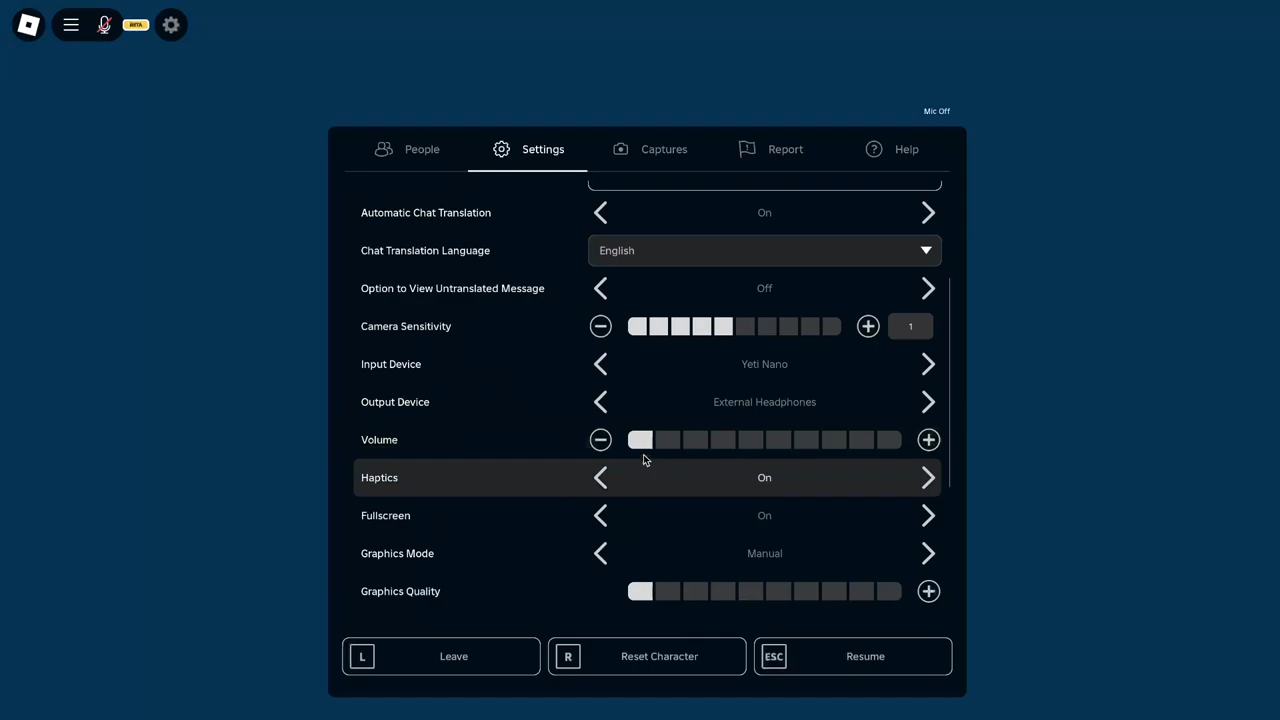 BETA
Mic Off
People Settings Captures Report Help
Automatic Chat Translation On
Chat Translation Language English
Option to View Untranslated Message Off
Camera Sensitivity 1
Input Device Yeti Nano
Output Device External Headphones
Volume
Haptics On
Fullscreen On
Graphics Mode Manual
Graphics Quality
L Leave R Reset Character ESC Resume